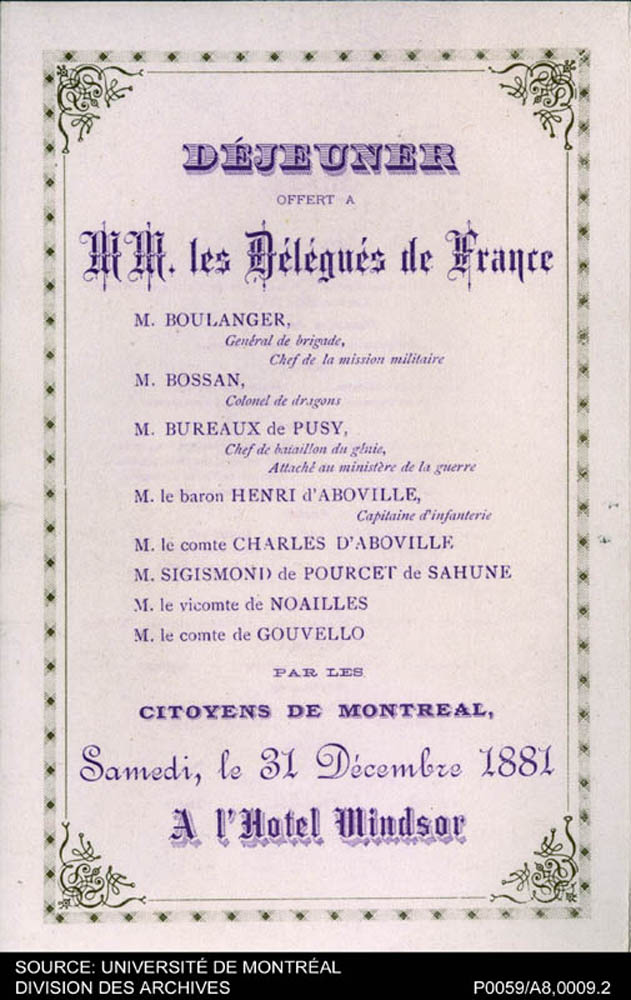 DÉJEUNER
OFFERT A
MM. les Délégués de France
M. BOULANGER,
Genéral de brigade,
Chef de la mission militaire
M. BOSSAN,
Colonel de dragons
M. BUREAUX de PUSY,
Chef de bataillon du génie,
Attaché au ministère de la guerre
M. le baron HENRI d'ABOVILLE,
Capitaine d'infanterie
M. le comte CHARLES D'ABOVILLE
M. SIGISMOND de POURCET de SAHUNE
M. le vicomte de NOAILLES
M. le comte de GOUVELLO
PAR LES
CITOYENS DE MONTREAL,
Samedi, le 31 Décembre 1881
A l'Hotel Windsor
SOURCE: UNIVERSITÉ DE MONTRÉAL
DIVISION DES ARCHIVES P0059/A8,0009.2